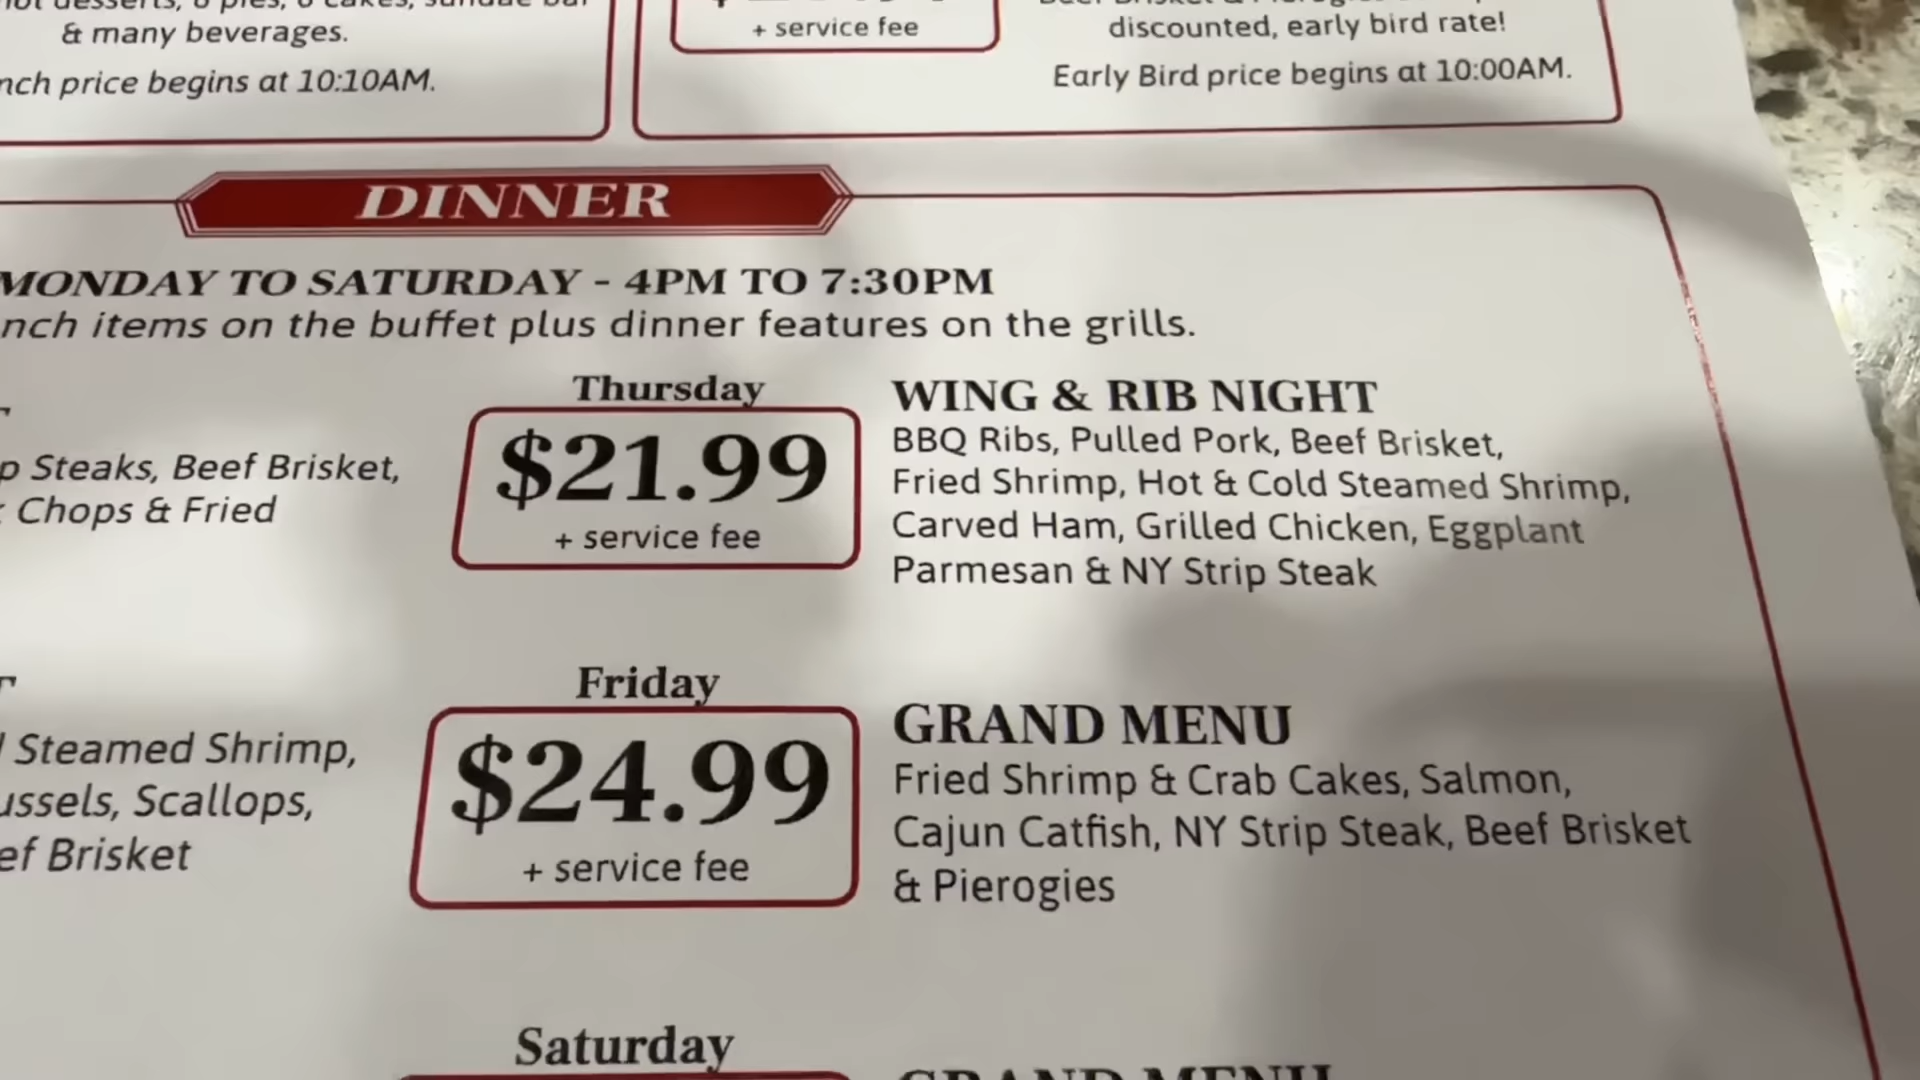 & many beverages.
price begins at 10:10AM.
+ service fee
discounted, early bird rate!
Early Bird price begins at 10:00AM.
DINNER
MONDAY TO SATURDAY - 4PM TO 7:30PM
items on the buffet plus dinner features on the grills.
Steaks, Beef Brisket,
Chops & Fried
Steamed Shrimp,
Scallops,
Brisket
Thursday
$21.99
+ service fee
WING & RIB NIGHT
BBQ Ribs, Pulled Pork, Beef Brisket,
Fried Shrimp, Hot & Cold Steamed Shrimp,
Carved Ham, Grilled Chicken, Eggplant
Parmesan & NY Strip Steak
Friday
$24.99
+ service fee
GRAND MENU
Fried Shrimp & Crab Cakes, Salmon,
Cajun Catfish, NY Strip Steak, Beef Brisket
& Pierogies
Saturday
GRAND MENU